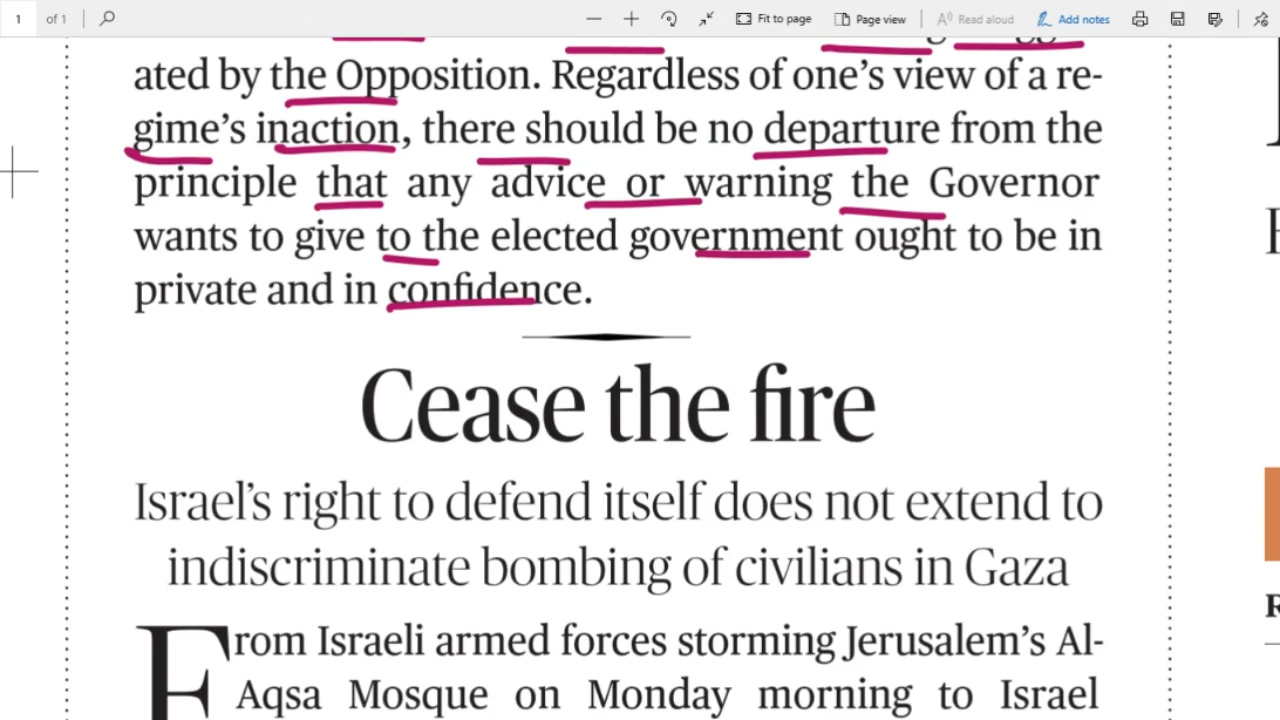 1 of 1 Fit to page Page view Read aloud Add notes
ated by the Opposition. Regardless of one's view of a re-
gime's inaction, there should be no departure from the
principle that any advice or warning the Governor
wants to give to the elected government ought to be in
private and in confidence.
Cease the fire
Israel's right to defend itself does not extend to
indiscriminate bombing of civilians in Gaza
From Israeli armed forces storming Jerusalem's Al-
Aqsa Mosque on Monday morning to Israel